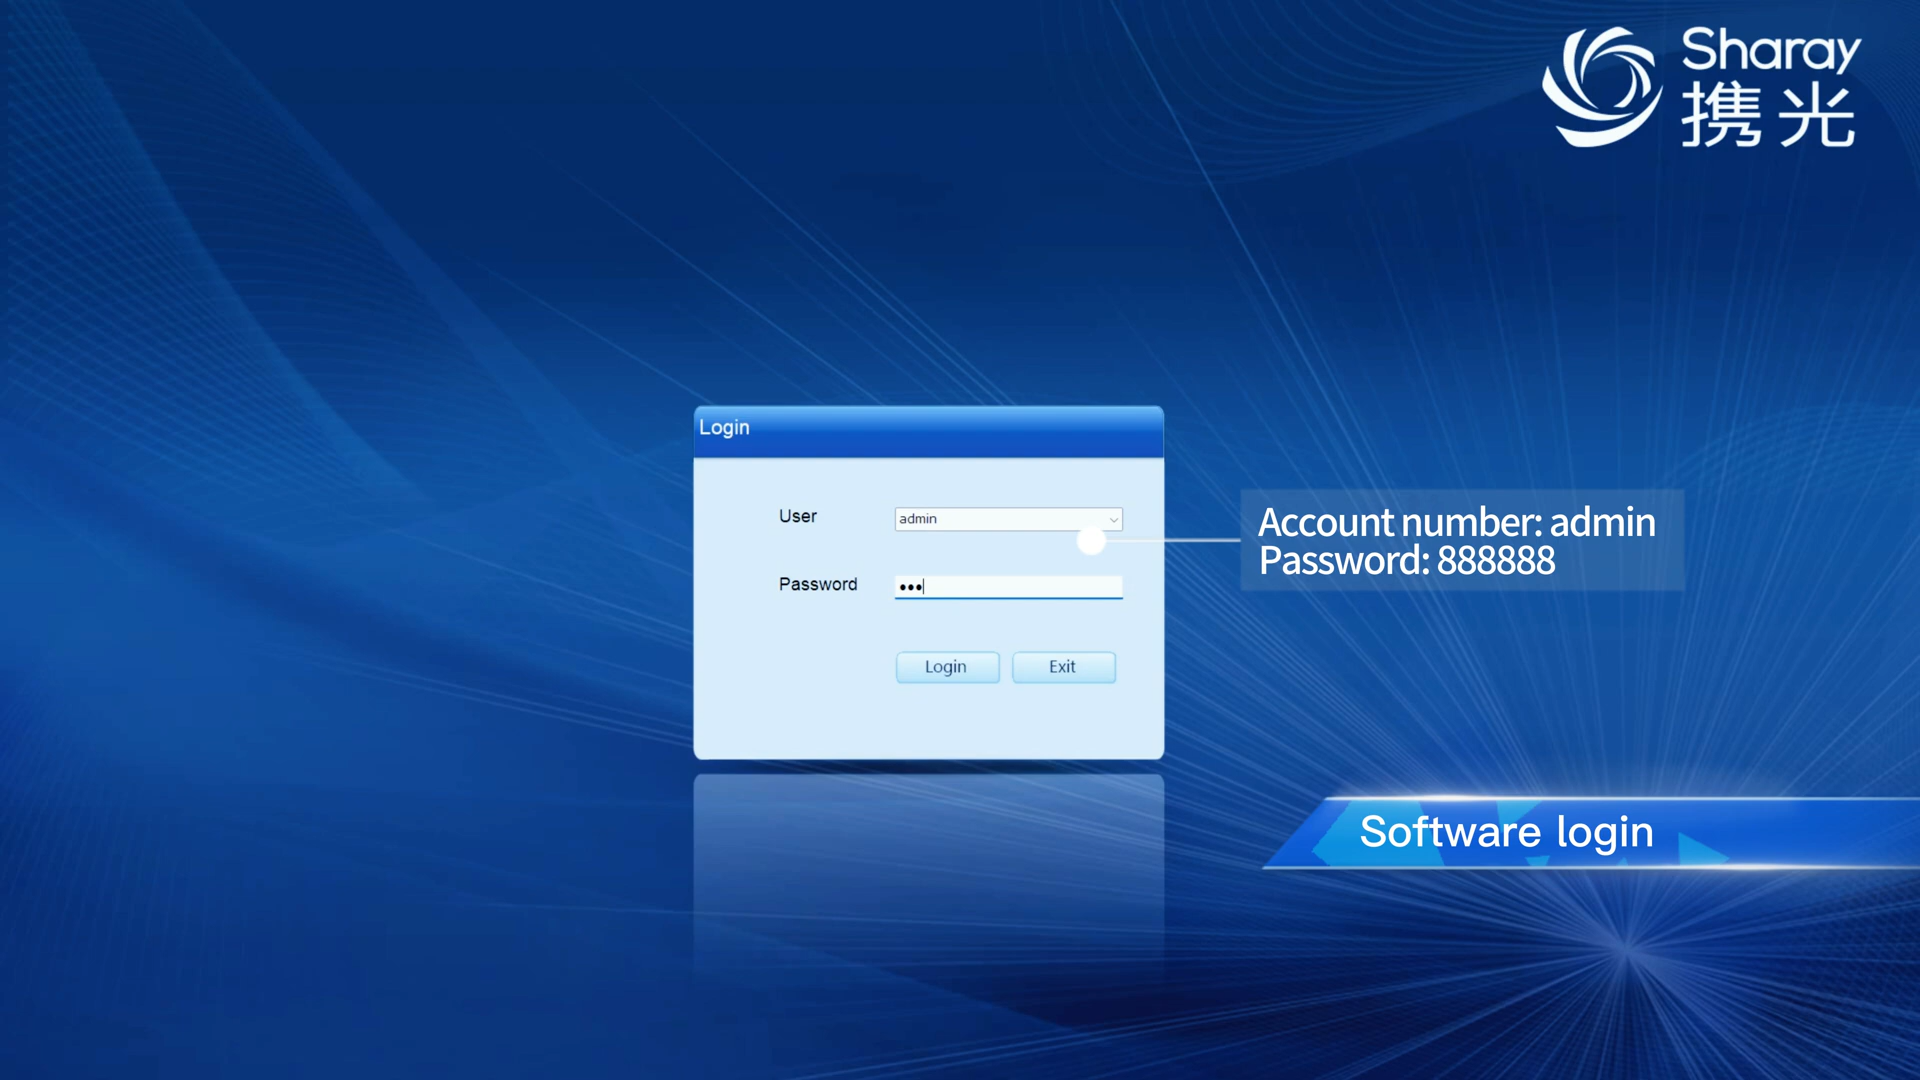 Sharay
携光
Login
User
admin
Account number: admin
Password: 888888
Password
•••
Login
Exit
Software login